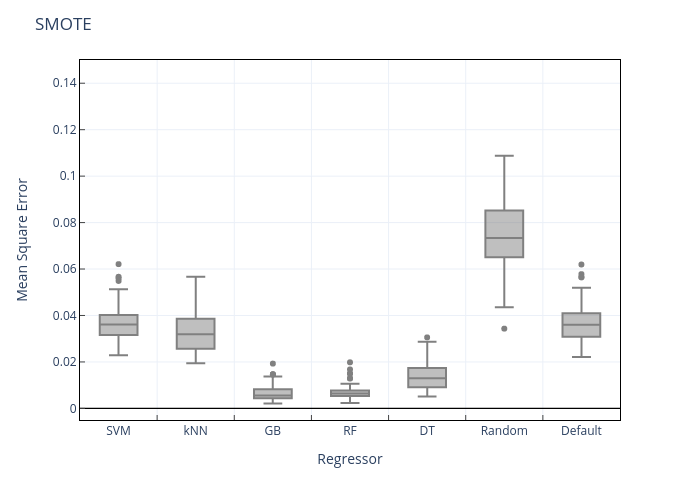 SMOTE
0.14
0.12
0.1
0.08
0.06
0.04
0.02
0
Mean Square Error
SVM kNN GB RF DT Random Default
Regressor